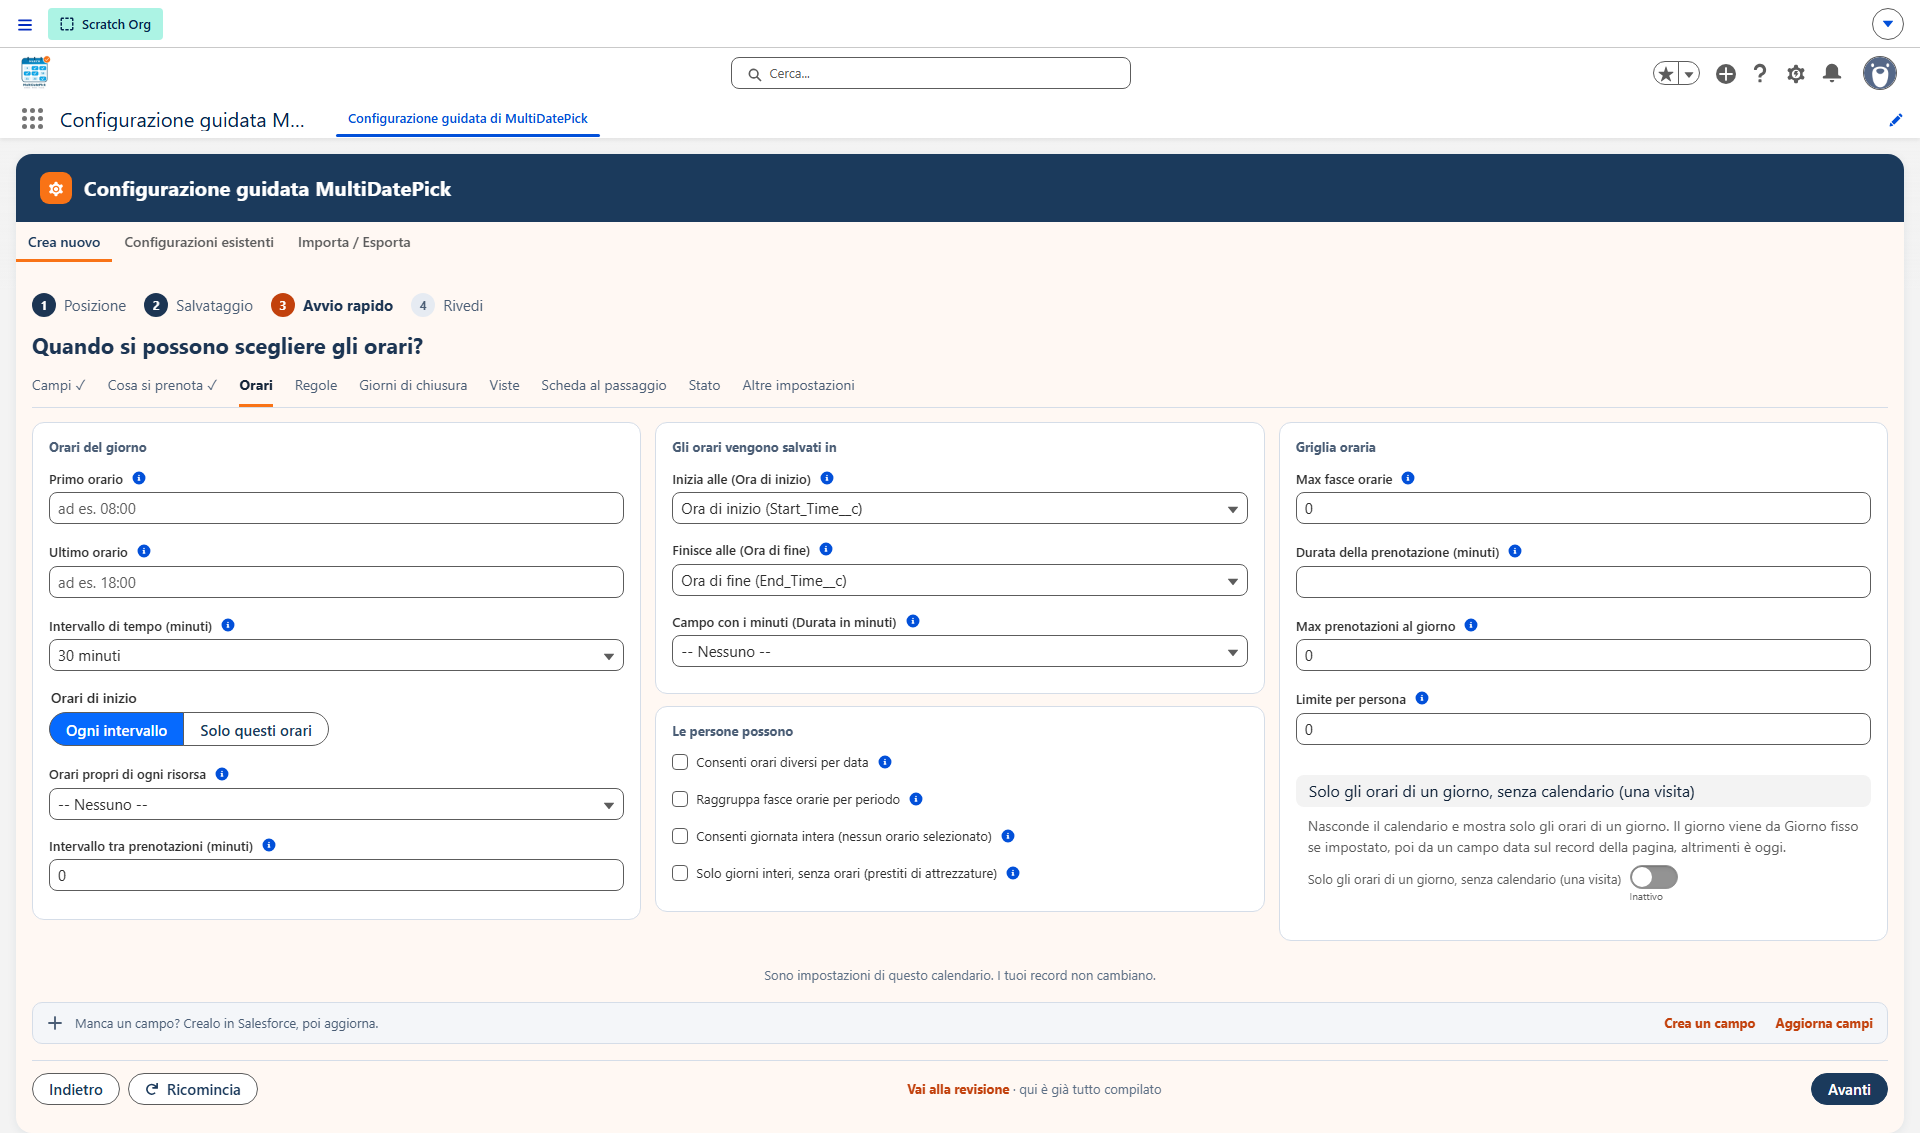 Scratch Org
Cerca...
Configurazione guidata M...
Configurazione guidata di MultiDatePick
Configurazione guidata MultiDatePick
Crea nuovo
Configurazioni esistenti
Importa / Esporta
1 Posizione
2 Salvataggio
3 Avvio rapido
4 Rivedi
Quando si possono scegliere gli orari?
Campi ✓
Cosa si prenota ✓
Orari
Regole
Giorni di chiusura
Viste
Scheda al passaggio
Stato
Altre impostazioni
Orari del giorno
Primo orario
ad es. 08:00
Ultimo orario
ad es. 18:00
Intervallo di tempo (minuti)
30 minuti
Orari di inizio
Ogni intervallo
Solo questi orari
Orari propri di ogni risorsa
-- Nessuno --
Intervallo tra prenotazioni (minuti)
0
Gli orari vengono salvati in
Inizia alle (Ora di inizio)
Ora di inizio (Start_Time__c)
Finisce alle (Ora di fine)
Ora di fine (End_Time__c)
Campo con i minuti (Durata in minuti)
-- Nessuno --
Le persone possono
Consenti orari diversi per data
Raggruppa fasce orarie per periodo
Consenti giornata intera (nessun orario selezionato)
Solo giorni interi, senza orari (prestiti di attrezzature)
Griglia oraria
Max fasce orarie
0
Durata della prenotazione (minuti)
Max prenotazioni al giorno
0
Limite per persona
0
Solo gli orari di un giorno, senza calendario (una visita)
Nasconde il calendario e mostra solo gli orari di un giorno. Il giorno viene da Giorno fisso
se impostato, poi da un campo data sul record della pagina, altrimenti è oggi.
Solo gli orari di un giorno, senza calendario (una visita)
Inattivo
Sono impostazioni di questo calendario. I tuoi record non cambiano.
Manca un campo? Crealo in Salesforce, poi aggiorna.
Crea un campo
Aggiorna campi
Indietro
Ricomincia
Vai alla revisione · qui è già tutto compilato
Avanti